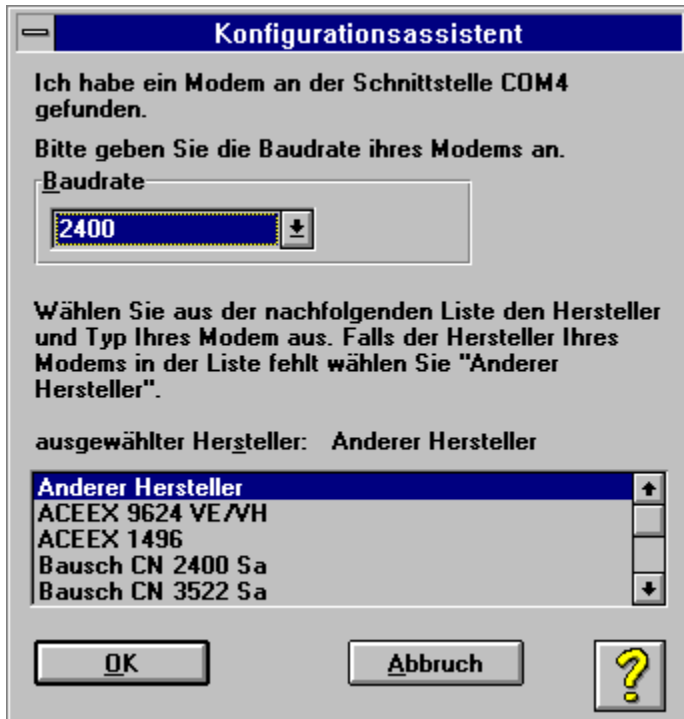 Konfigurationsassistent
Ich habe ein Modem an der Schnittstelle COM4
gefunden.
Bitte geben Sie die Baudrate ihres Modems an.
Baudrate
2400
Wählen Sie aus der nachfolgenden Liste den Hersteller
und Typ Ihres Modem aus. Falls der Hersteller Ihres
Modems in der Liste fehlt wählen Sie "Anderer
Hersteller".
ausgewählter Hersteller: Anderer Hersteller
Anderer Hersteller
ACEEX 9624 VE/VH
ACEEX 1496
Bausch CN 2400 Sa
Bausch CN 3522 Sa
OK
Abbruch
?